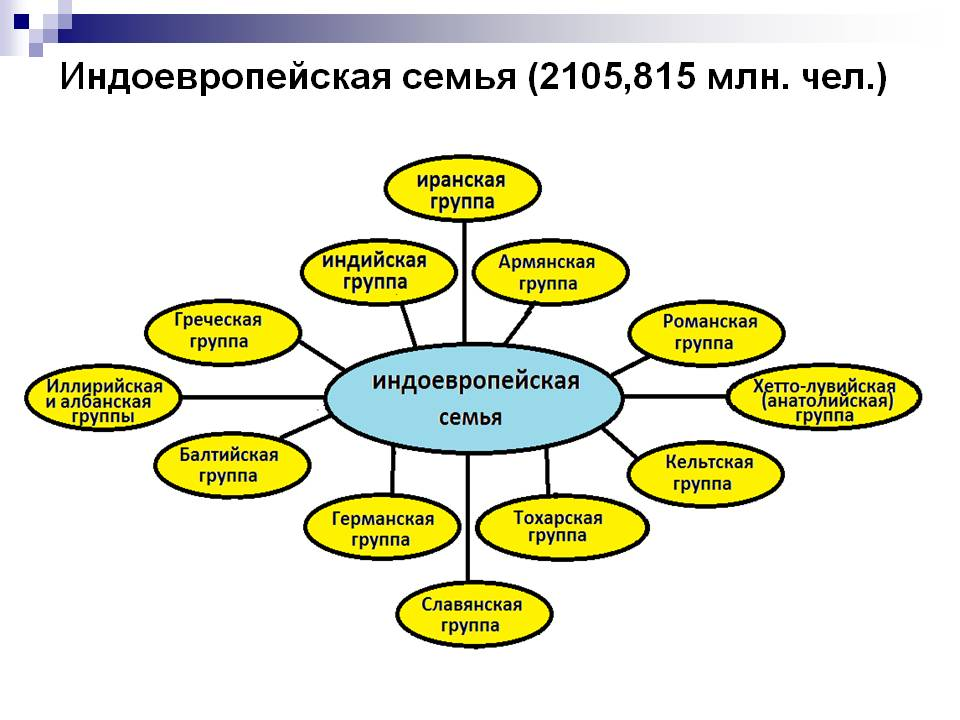 Индоевропейская семья (2105,815 млн. чел.)
иранская
группа
индийская
группа
Армянская
группа
Греческая
группа
Романская
группа
Иллирийская
и албанская
группы
индоевропейская
семья
Хетто-лувийская
(анатолийская)
группа
Балтийская
группа
Кельтская
группа
Германская
группа
Тохарская
группа
Славянская
группа